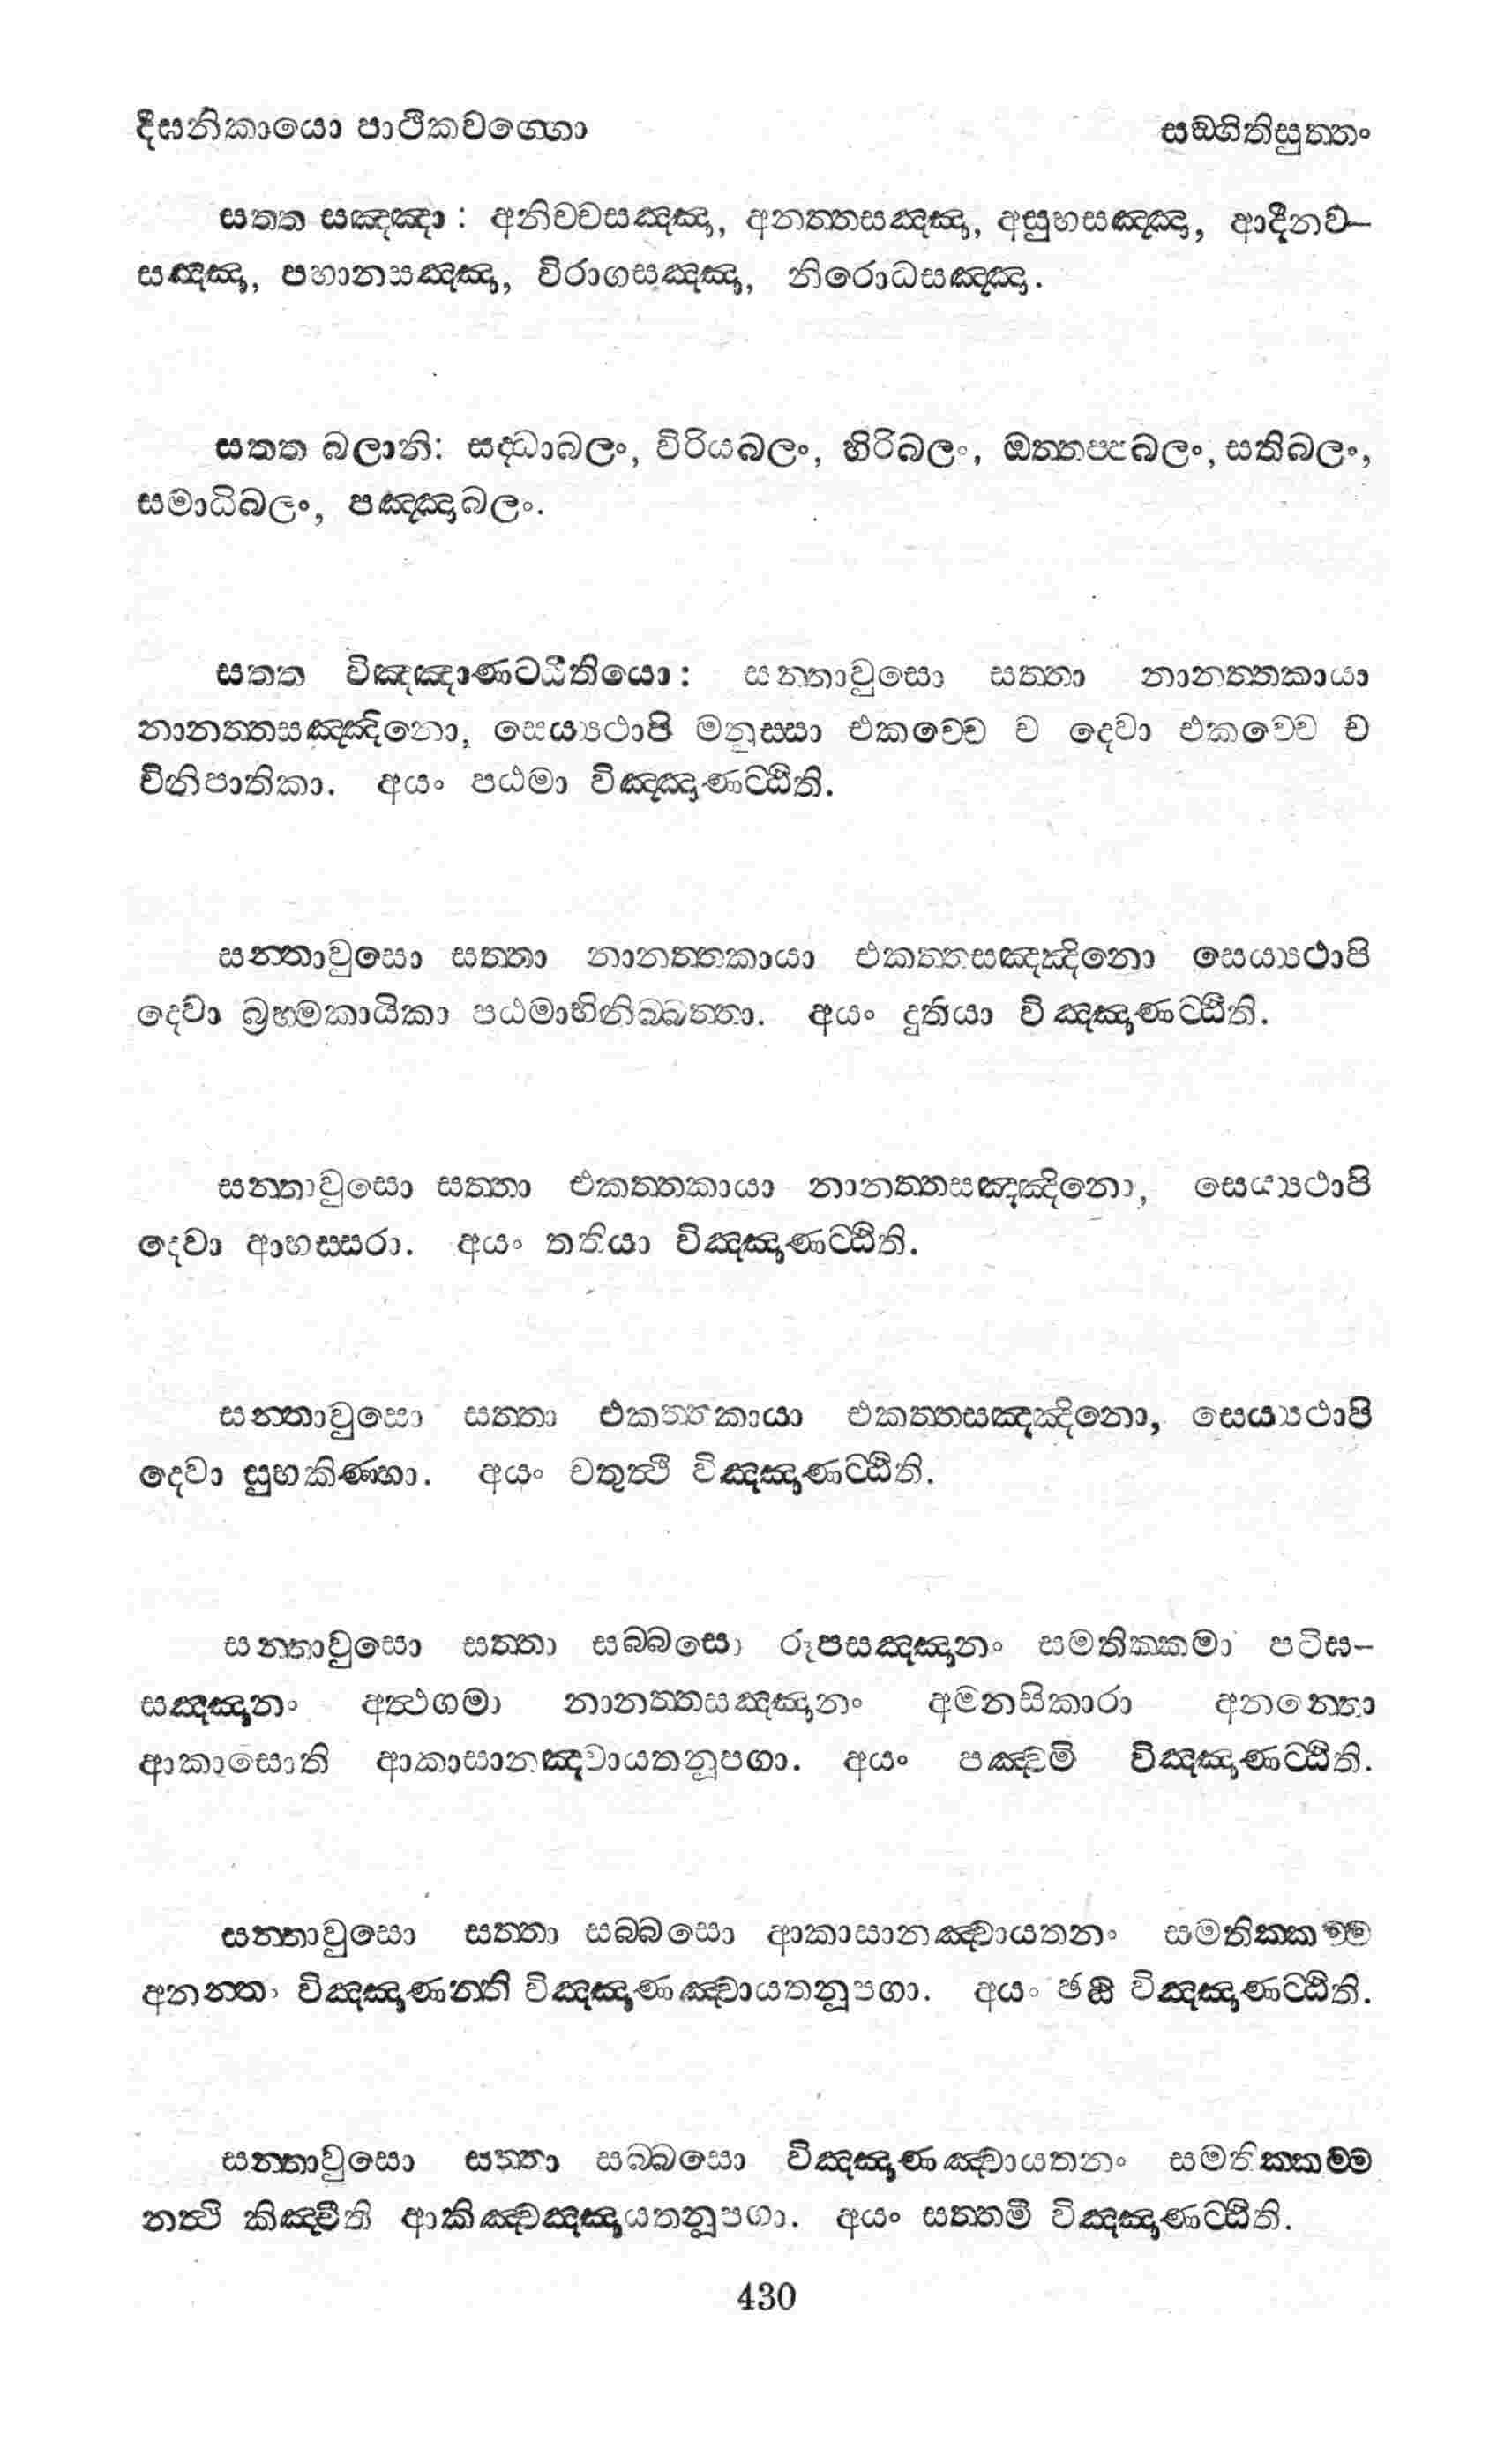 දීඝනිකායො පාථිකවග්ගො
සඞ්ගීතිසුත්තං
සත්ත සඤ්ඤා : අනිච්චසඤ්ඤා, අනත්තසඤ්ඤා, අසුභසඤ්ඤා, ආදීනව-
සඤ්ඤා, පහානසඤ්ඤා, විරාගසඤ්ඤා, නිරොධසඤ්ඤා.
සත්ත බලානි: සද්ධාබලං, විරියබලං, හිරිබලං, ඔත්තප්පබලං, සතිබලං,
සමාධිබලං, පඤ්ඤාබලං.
සත්ත විඤ්ඤාණට්ඨිතියො : සන්තාවුසො සත්තා නානත්තකායා
නානත්තසඤ්ඤිනො, සෙය්‍යථාපි මනුස්සා එකච්චෙ ච දෙවා එකච්චෙ ච
විනිපාතිකා. අයං පඨමා විඤ්ඤාණට්ඨිති.
සන්තාවුසො සත්තා නානත්තකායා එකත්තසඤ්ඤිනො සෙය්‍යථාපි
දෙවා බ්‍රහ්මකායිකා පඨමාභිනිබ්බත්තා. අයං දුතියා විඤ්ඤාණට්ඨිති.
සන්තාවුසො සත්තා එකත්තකායා නානත්තසඤ්ඤිනො, සෙය්‍යථාපි
දෙවා ආභස්සරා. අයං තතියා විඤ්ඤාණට්ඨිති.
සන්තාවුසො සත්තා එකත්තකායා එකත්තසඤ්ඤිනො, සෙය්‍යථාපි
දෙවා සුභකිණ්හා. අයං චතුත්ථී විඤ්ඤාණට්ඨිති.
සන්තාවුසො සත්තා සබ්බසො රූපසඤ්ඤානං සමතික්කමා පටිඝ-
සඤ්ඤානං අත්ථගමා නානත්තසඤ්ඤානං අමනසිකාරා අනන්තො
ආකාසොති ආකාසානඤ්චායතනූපගා. අයං පඤ්චමී විඤ්ඤාණට්ඨිති.
සන්තාවුසො සත්තා සබ්බසො ආකාසානඤ්චායතනං සමතික්කම්ම
අනන්තං විඤ්ඤාණන්ති විඤ්ඤාණඤ්චායතනූපගා. අයං ඡට්ඨී විඤ්ඤාණට්ඨිති.
සන්තාවුසො සත්තා සබ්බසො විඤ්ඤාණඤ්චායතනං සමතික්කම්ම
නත්ථි කිඤ්චීති ආකිඤ්චඤ්ඤායතනූපගා. අයං සත්තමී විඤ්ඤාණට්ඨිති.
430